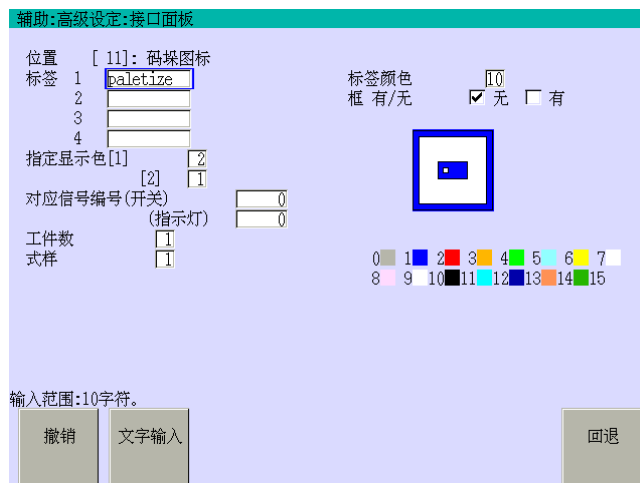 辅助:高级设定:接口面板
位置 [ 11]: 码垛图标
标签 1 paletize
2
3
4
标签颜色 10
框 有/无 无 有
指定显示色[1] 2
[2] 1
对应信号编号(开关) 0
(指示灯) 0
工件数 1
式样 1
0 1 2 3 4 5 6 7
8 9 10 11 12 13 14 15
输入范围:10字符。
撤销 文字输入 回退